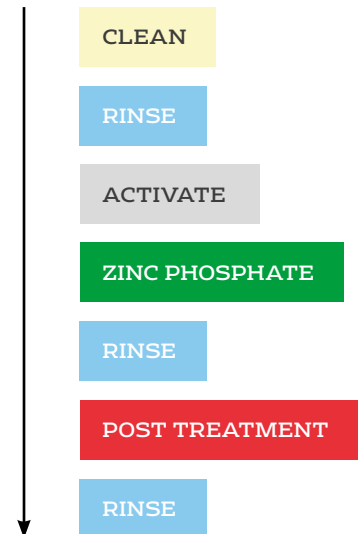 CLEAN
RINSE
ACTIVATE
ZINC PHOSPHATE
RINSE
POST TREATMENT
RINSE